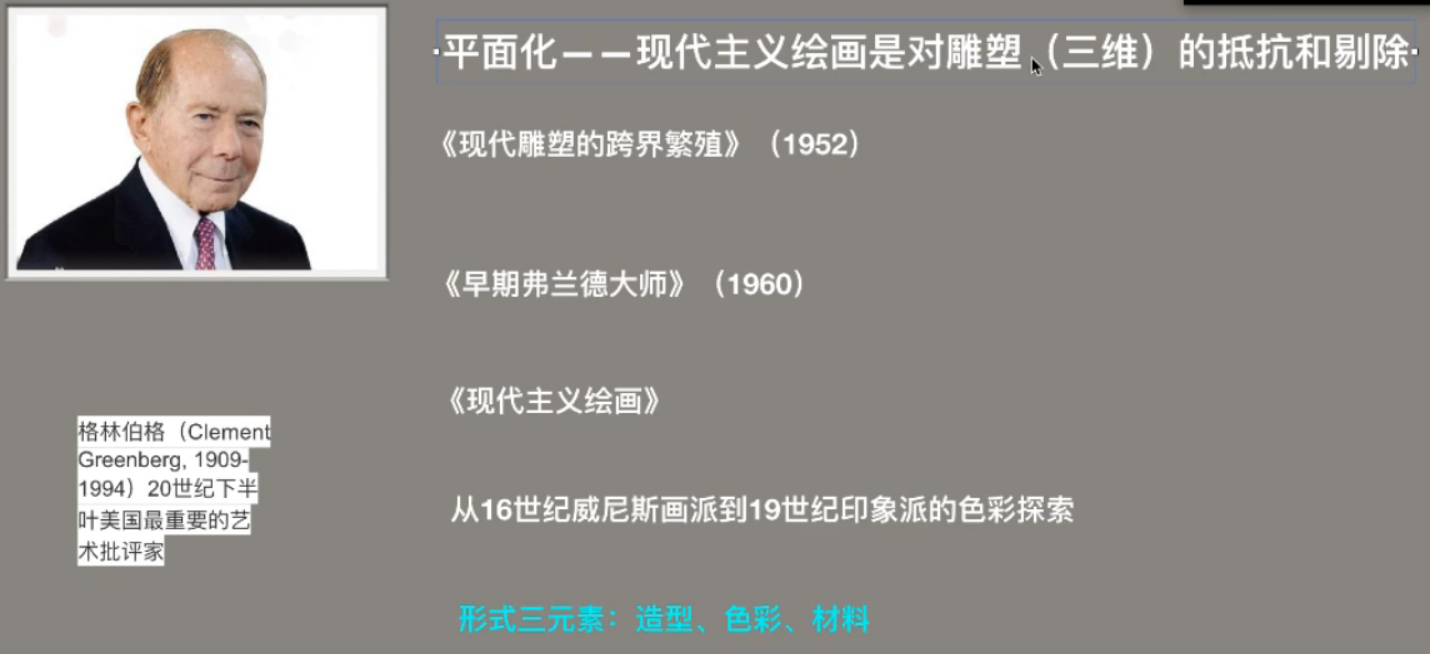 平面化——现代主义绘画是对雕塑（三维）的抵抗和剔除
《现代雕塑的跨界繁殖》（1952）
《早期弗兰德大师》（1960）
《现代主义绘画》
从16世纪威尼斯画派到19世纪印象派的色彩探索
形式三元素：造型、色彩、材料
格林伯格（Clement
Greenberg, 1909-
1994）20世纪下半
叶美国最重要的艺
术批评家